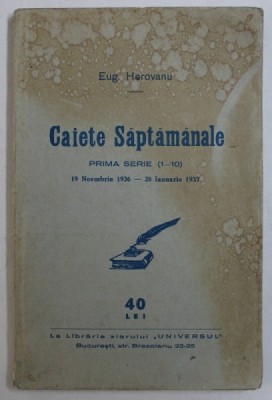 Eug. Herovanu
Caiete Săptămânale
PRIMA SERIE (1—10)
19 Noembrie 1936 — 28 Ianuarie 1937
40
LEI
La Librăria ziarului „UNIVERSUL”
București, str. Brezoianu 23-25